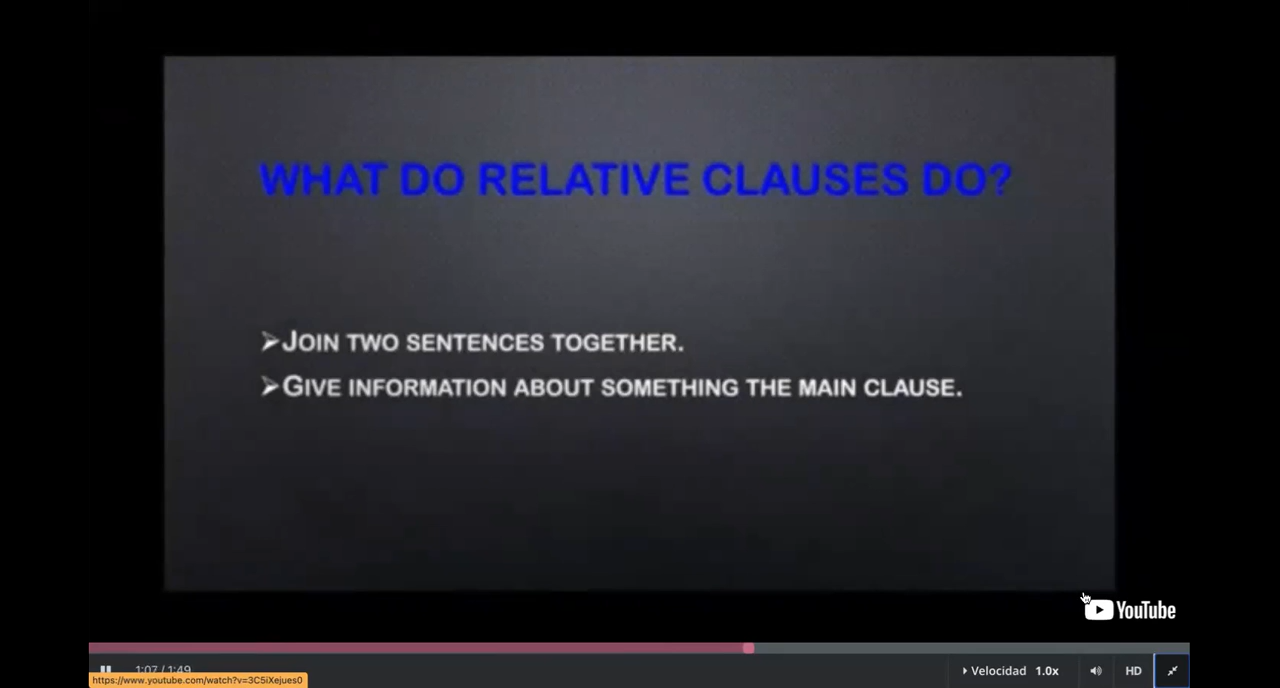 WHAT DO RELATIVE CLAUSES DO?
➢JOIN TWO SENTENCES TOGETHER.
➢GIVE INFORMATION ABOUT SOMETHING THE MAIN CLAUSE.
YouTube
1:07 / 1:49
Velocidad 1.0x
HD
https://www.youtube.com/watch?v=3C5iXejues0